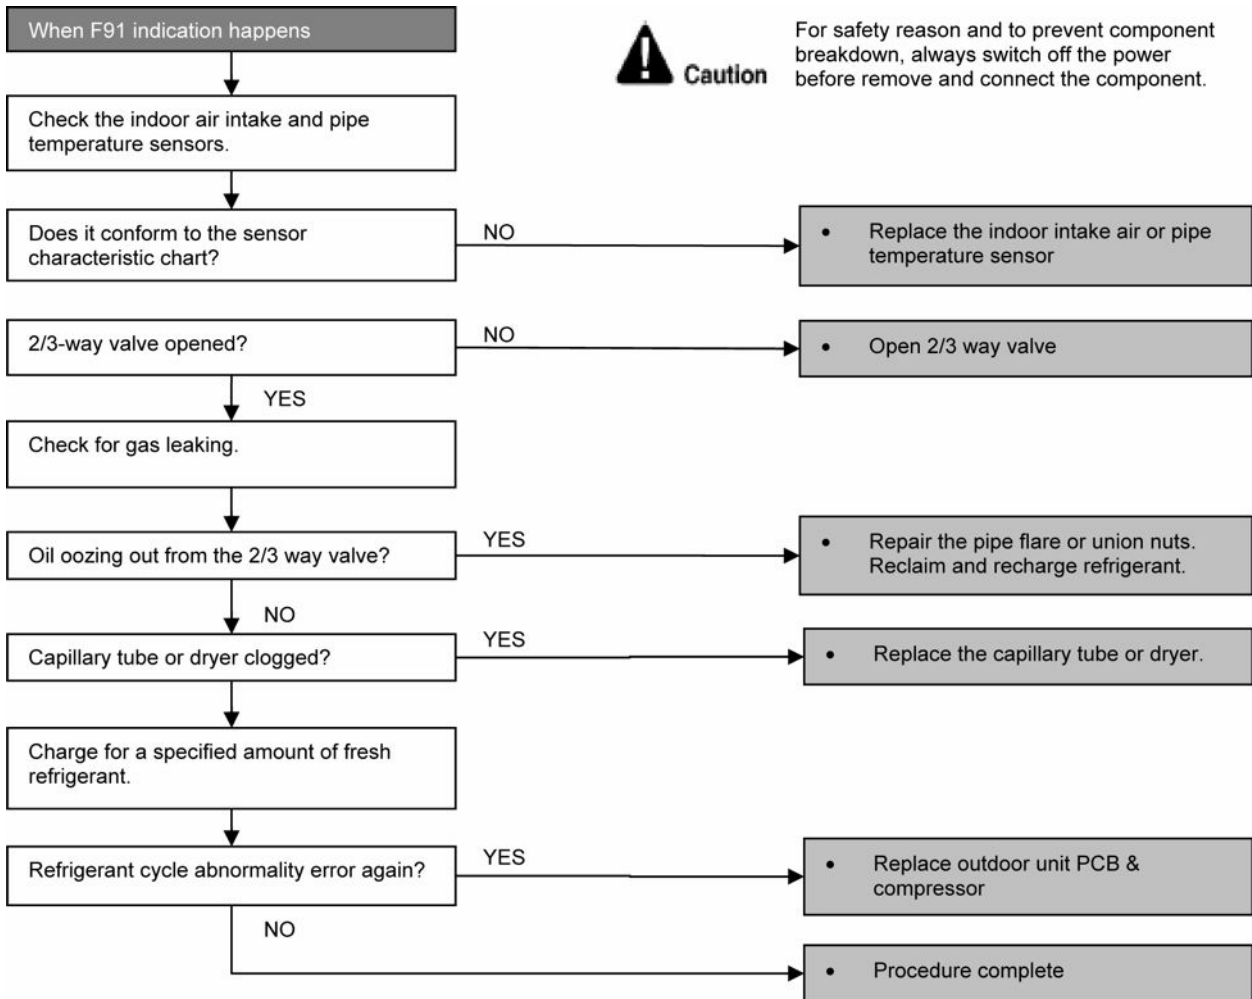 When F91 indication happens
Caution
For safety reason and to prevent component
breakdown, always switch off the power
before remove and connect the component.
Check the indoor air intake and pipe
temperature sensors.
Does it conform to the sensor
characteristic chart?
NO
• Replace the indoor intake air or pipe
temperature sensor
2/3-way valve opened?
NO
• Open 2/3 way valve
YES
Check for gas leaking.
Oil oozing out from the 2/3 way valve?
YES
• Repair the pipe flare or union nuts.
Reclaim and recharge refrigerant.
NO
Capillary tube or dryer clogged?
YES
• Replace the capillary tube or dryer.
Charge for a specified amount of fresh
refrigerant.
Refrigerant cycle abnormality error again?
YES
• Replace outdoor unit PCB &
compressor
NO
• Procedure complete